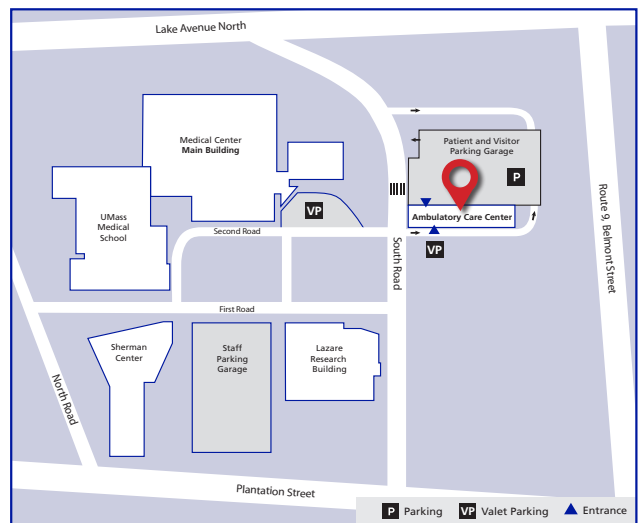 Lake Avenue North
Medical Center
Main Building
Patient and Visitor
Parking Garage
P
UMass
Medical
School
VP
Ambulatory Care Center
Second Road
VP
South Road
Route 9, Belmont Street
First Road
Sherman
Center
Staff
Parking
Garage
Lazare
Research
Building
North Road
Plantation Street
P Parking VP Valet Parking Entrance